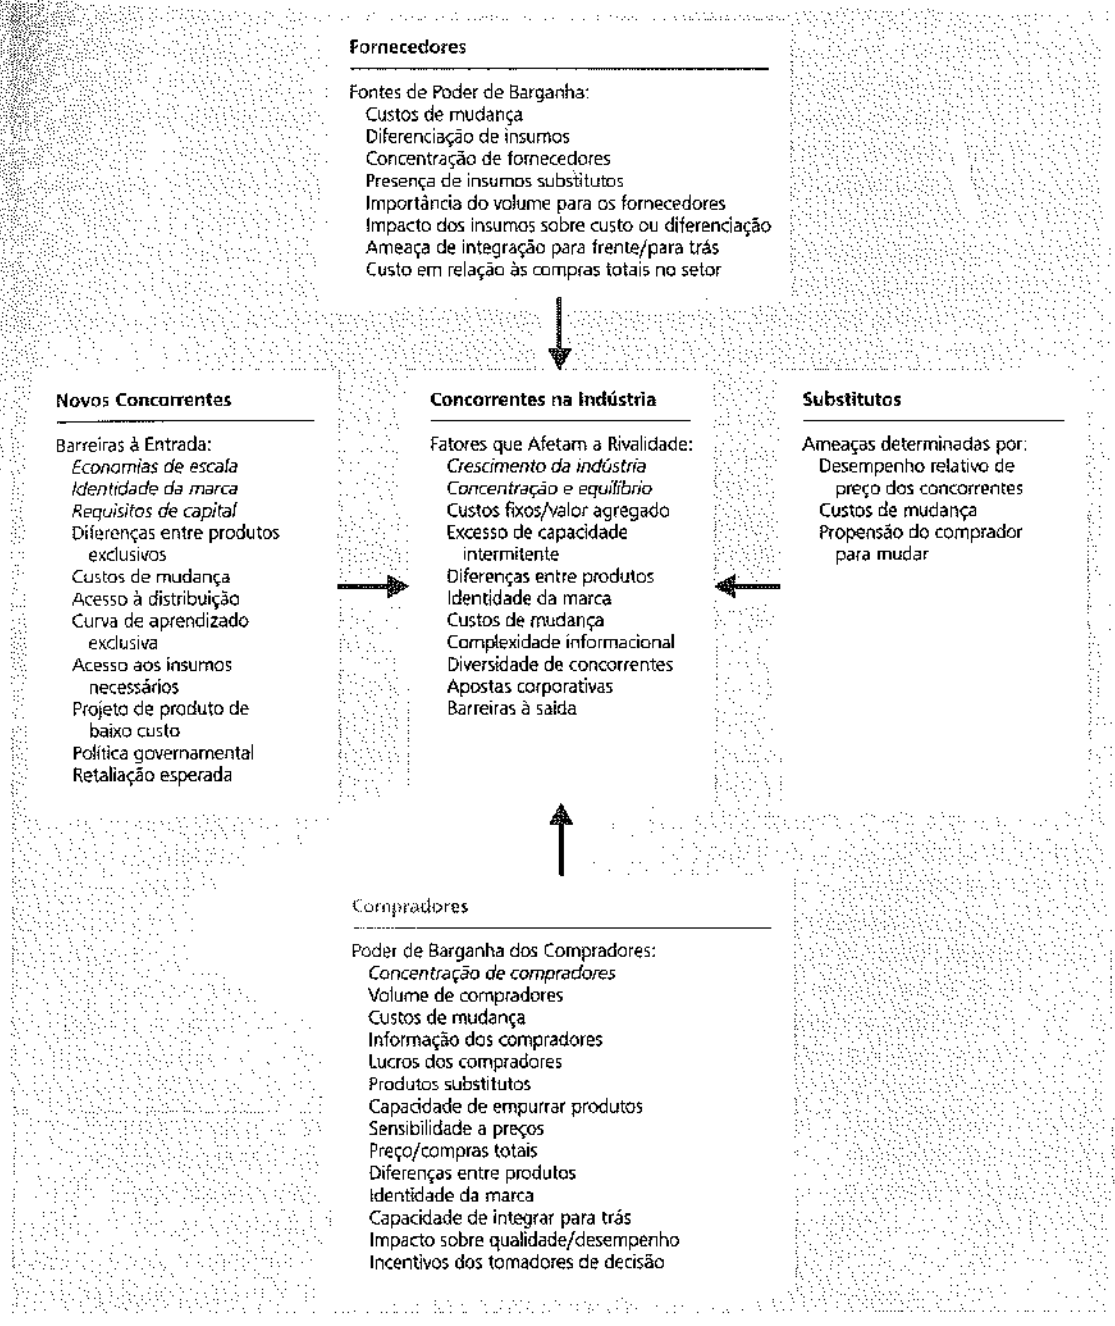 Fornecedores
Fontes de Poder de Barganha:
Custos de mudança
Diferenciação de insumos
Concentração de fornecedores
Presença de insumos substitutos
Importância do volume para os fornecedores
Impacto dos insumos sobre custo ou diferenciação
Ameaça de integração para frente/para trás
Custo em relação às compras totais no setor
Novos Concorrentes
Barreiras à Entrada:
Economias de escala
Identidade da marca
Requisitos de capital
Diferenças entre produtos
exclusivos
Custos de mudança
Acesso à distribuição
Curva de aprendizado
exclusiva
Acesso aos insumos
necessários
Projeto de produto de
baixo custo
Política governamental
Retaliação esperada
Concorrentes na Indústria
Fatores que Afetam a Rivalidade:
Crescimento da indústria
Concentração e equilíbrio
Custos fixos/valor agregado
Excesso de capacidade
intermitente
Diferenças entre produtos
Identidade da marca
Custos de mudança
Complexidade informacional
Diversidade de concorrentes
Apostas corporativas
Barreiras à saída
Substitutos
Ameaças determinadas por:
Desempenho relativo de
preço dos concorrentes
Custos de mudança
Propensão do comprador
para mudar
Compradores
Poder de Barganha dos Compradores:
Concentração de compradores
Volume de compradores
Custos de mudança
Informação dos compradores
Lucros dos compradores
Produtos substitutos
Capacidade de empurrar produtos
Sensibilidade a preços
Preço/compras totais
Diferenças entre produtos
Identidade da marca
Capacidade de integrar para trás
Impacto sobre qualidade/desempenho
Incentivos dos tomadores de decisão